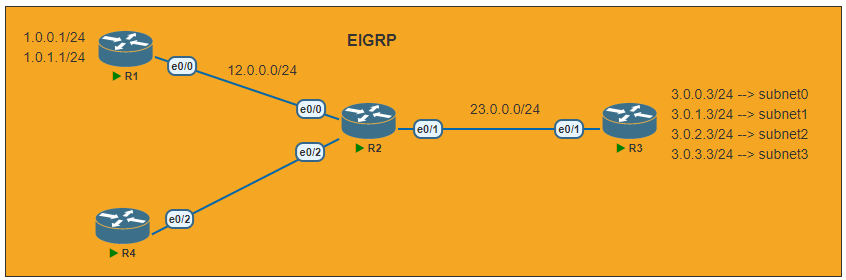 EIGRP
1.0.0.1/24
1.0.1.1/24
R1
e0/0
12.0.0.0/24
e0/0
R2
e0/1
23.0.0.0/24
e0/1
R3
3.0.0.3/24 --> subnet0
3.0.1.3/24 --> subnet1
3.0.2.3/24 --> subnet2
3.0.3.3/24 --> subnet3
e0/2
e0/2
R4